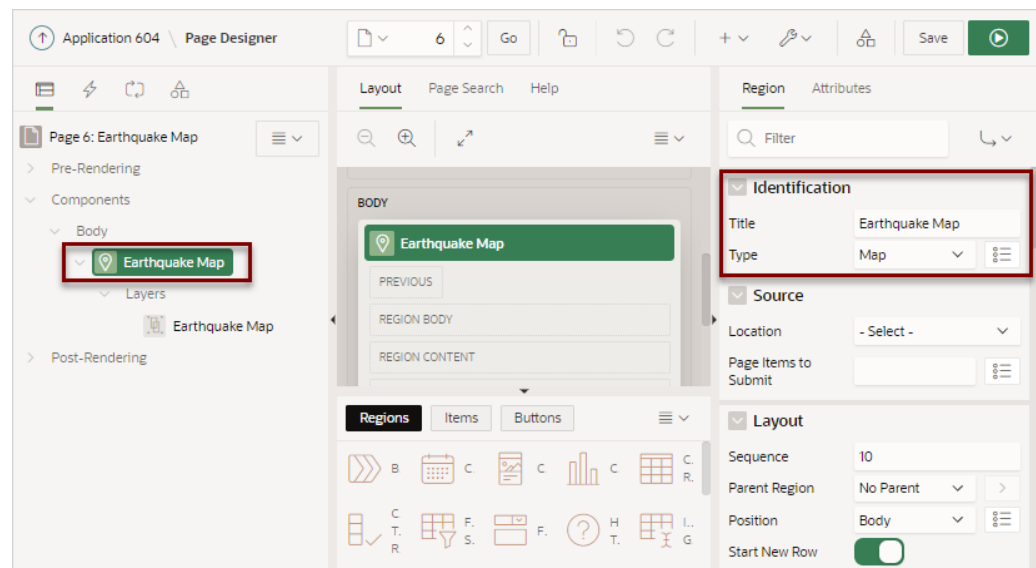 Application 604 \ Page Designer
6
Go
Save
Layout
Page Search
Help
Region
Attributes
Page 6: Earthquake Map
Filter
Pre-Rendering
Components
Body
Earthquake Map
Layers
Earthquake Map
Post-Rendering
BODY
Earthquake Map
PREVIOUS
REGION BODY
REGION CONTENT
Regions
Items
Buttons
B
C.
C
C.
C. R.
C. T. R
F. S.
F.
H T.
I.. G
Identification
Title
Earthquake Map
Type
Map
Source
Location
- Select -
Page Items to
Submit
Layout
Sequence
10
Parent Region
No Parent
Position
Body
Start New Row